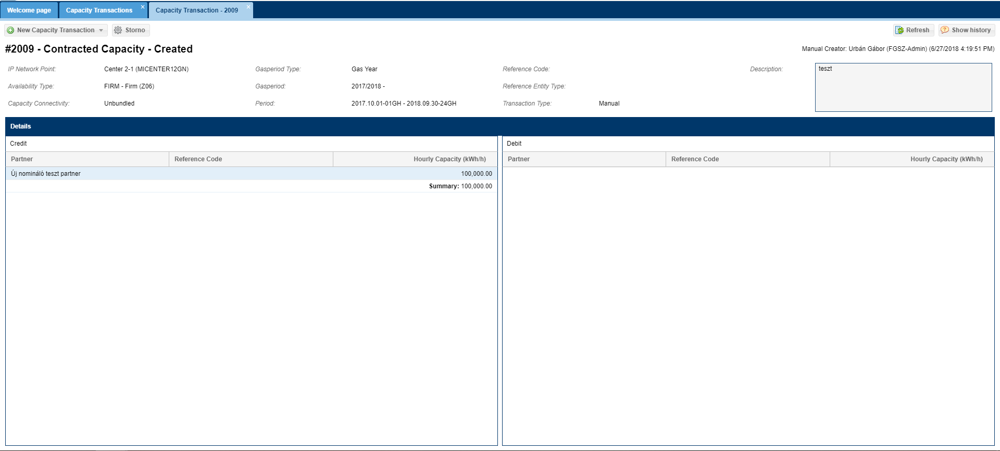 Welcome page
Capacity Transactions
Capacity Transaction - 2009
New Capacity Transaction
Storno
Refresh
Show history
#2009 - Contracted Capacity - Created
Manual Creator: Urbán Gábor (FGSZ-Admin) (6/27/2018 4:19:51 PM)
IP Network Point: Center 2-1 (MICENTER12GN)
Gasperiod Type: Gas Year
Reference Code:
Description: teszt
Availability Type: FIRM - Firm (Z06)
Gasperiod: 2017/2018 -
Reference Entity Type:
Capacity Connectivity: Unbundled
Period: 2017.10.01-01GH - 2018.09.30-24GH
Transaction Type: Manual
Details
Credit
Partner Reference Code Hourly Capacity (kWh/h)
Új nomináló teszt partner 100,000.00
Summary: 100,000.00
Debit
Partner Reference Code Hourly Capacity (kWh/h)